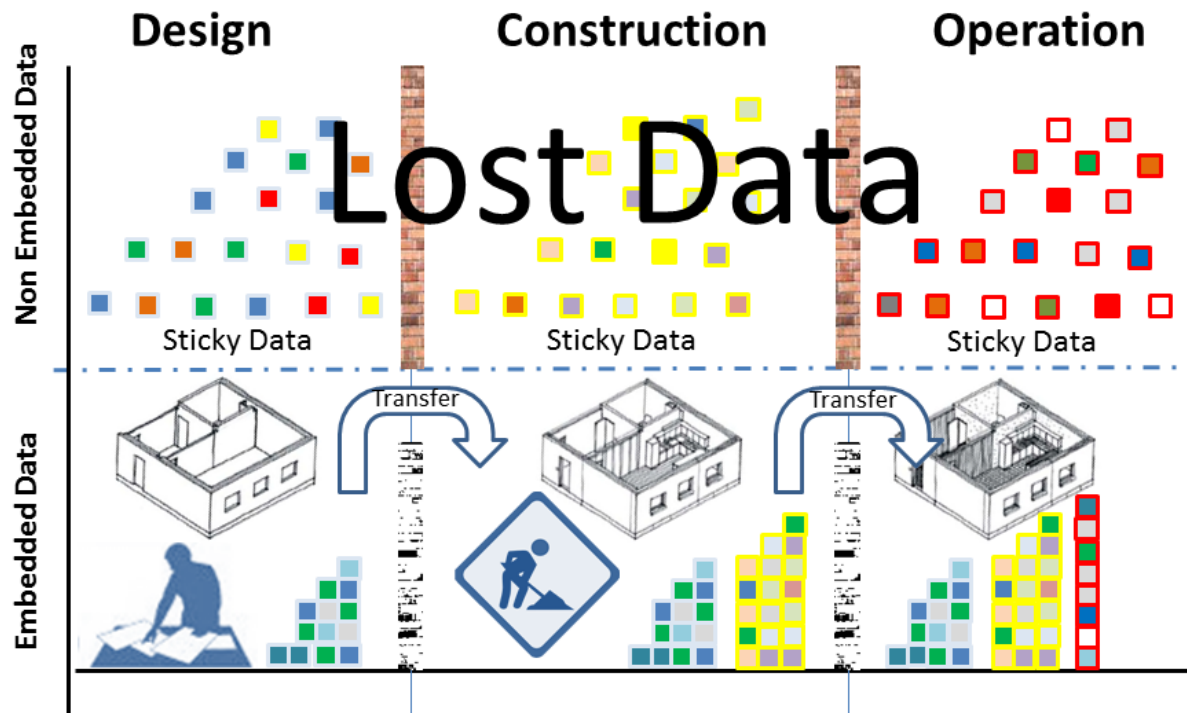 Design
Construction
Operation
Non Embedded Data
Lost Data
Sticky Data
Sticky Data
Sticky Data
Embedded Data
Transfer
Transfer